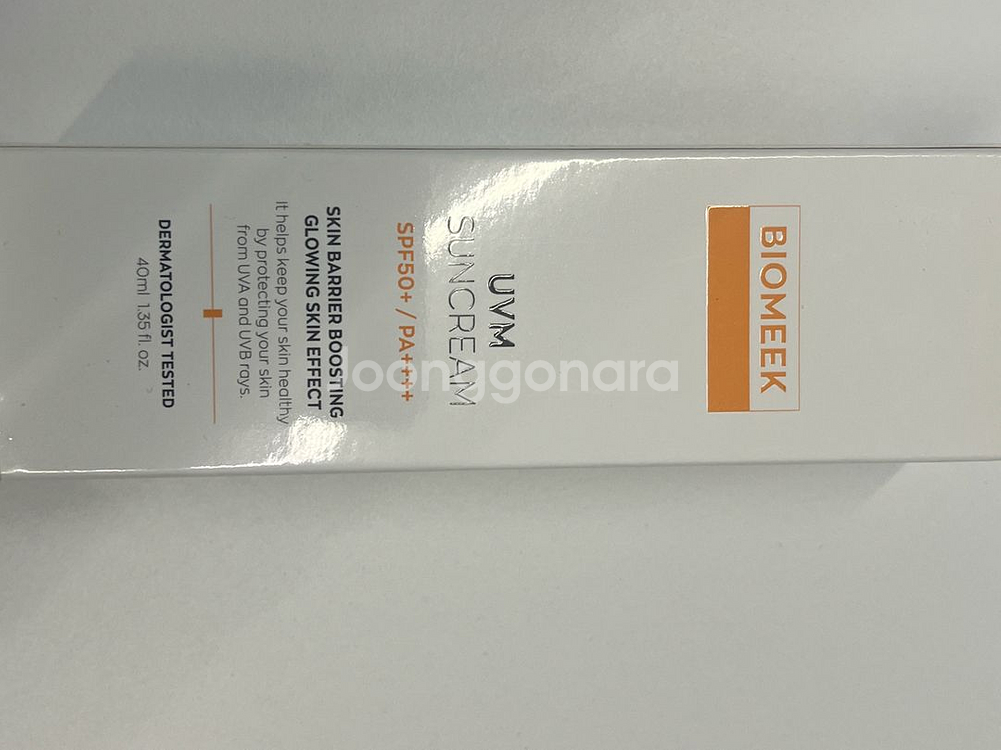 BIOMEEK
UVM
SUNCREAM
SPF50+ / PA++++
SKIN BARRIER BOOSTING
GLOWING SKIN EFFECT
It helps keep your skin healthy
by protecting your skin
from UVA and UVB rays.
DERMATOLOGIST TESTED
40ml 1.35 fl. oz.
joonggonara